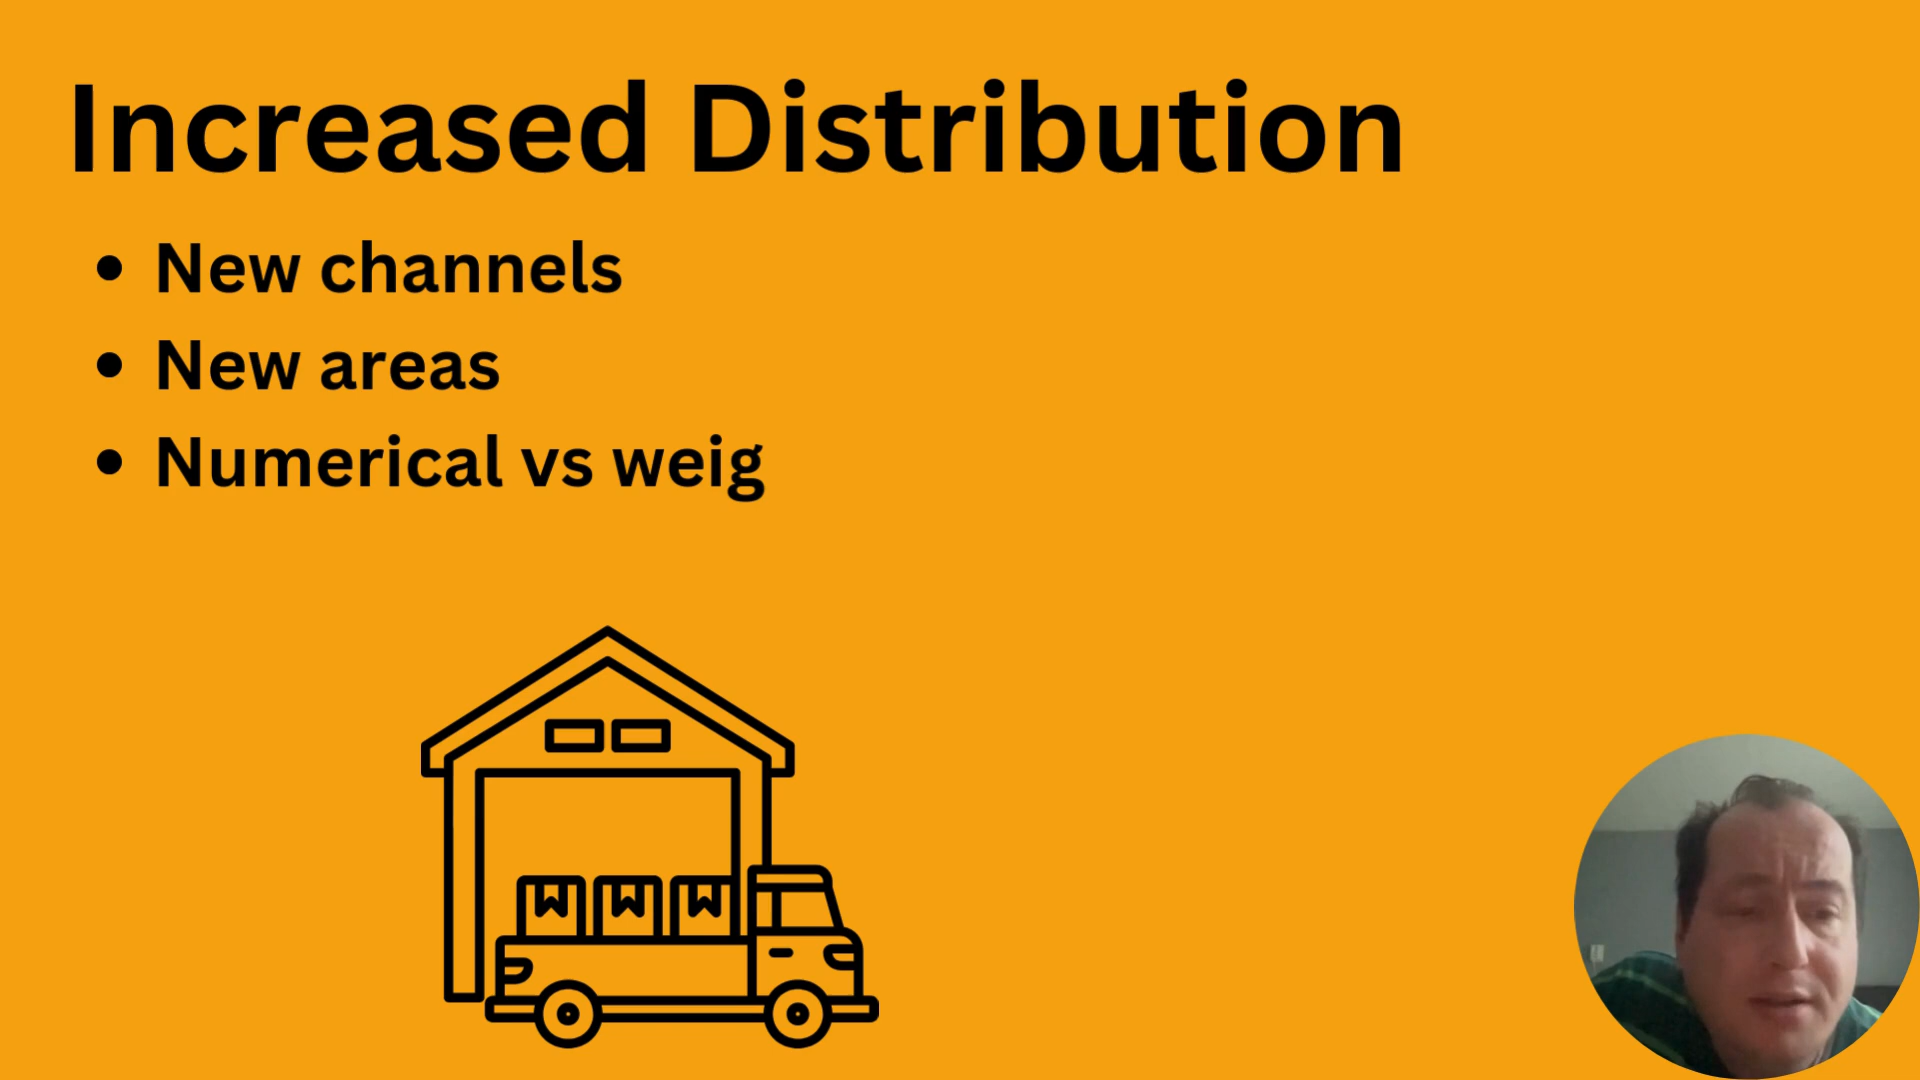 Increased Distribution
• New channels
• New areas
• Numerical vs weig